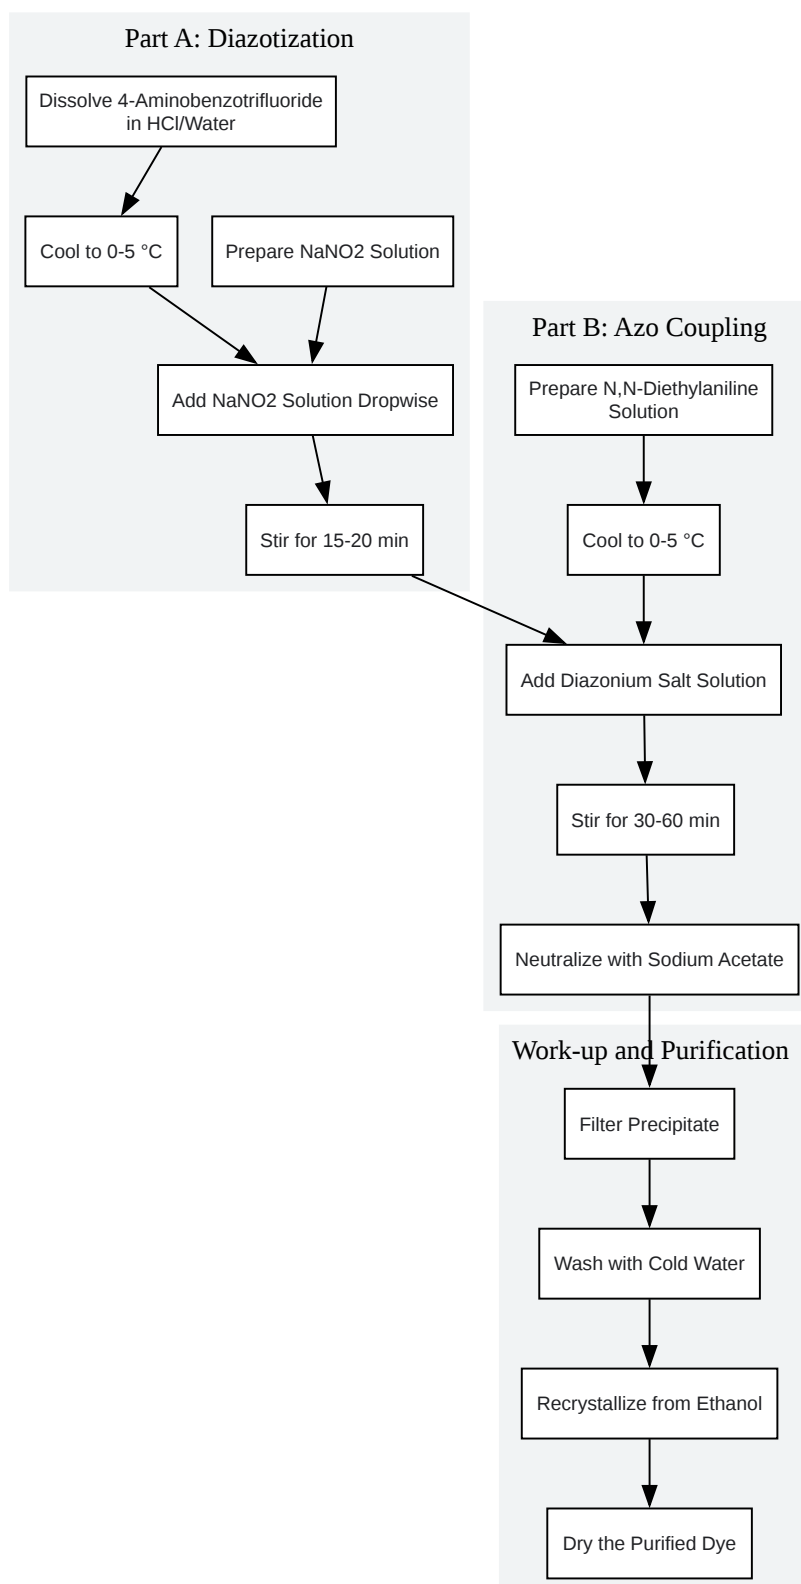 Part A: Diazotization
Dissolve 4-Aminobenzotrifluoride
in HCl/Water
Cool to 0-5 °C
Prepare NaNO2 Solution
Add NaNO2 Solution Dropwise
Stir for 15-20 min
Part B: Azo Coupling
Prepare N,N-Diethylaniline
Solution
Cool to 0-5 °C
Add Diazonium Salt Solution
Stir for 30-60 min
Neutralize with Sodium Acetate
Work-up and Purification
Filter Precipitate
Wash with Cold Water
Recrystallize from Ethanol
Dry the Purified Dye